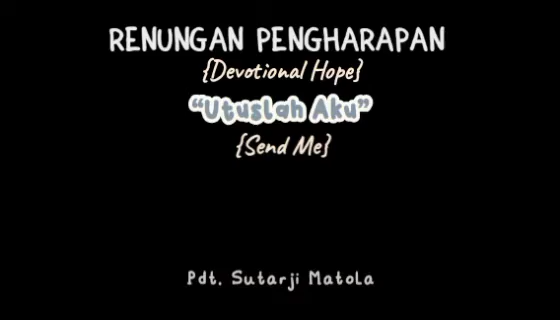 RENUNGAN PENGHARAPAN
{Devotional Hope}
“Utuslah Aku”
{Send Me}
Pdt. Sutarji Matola